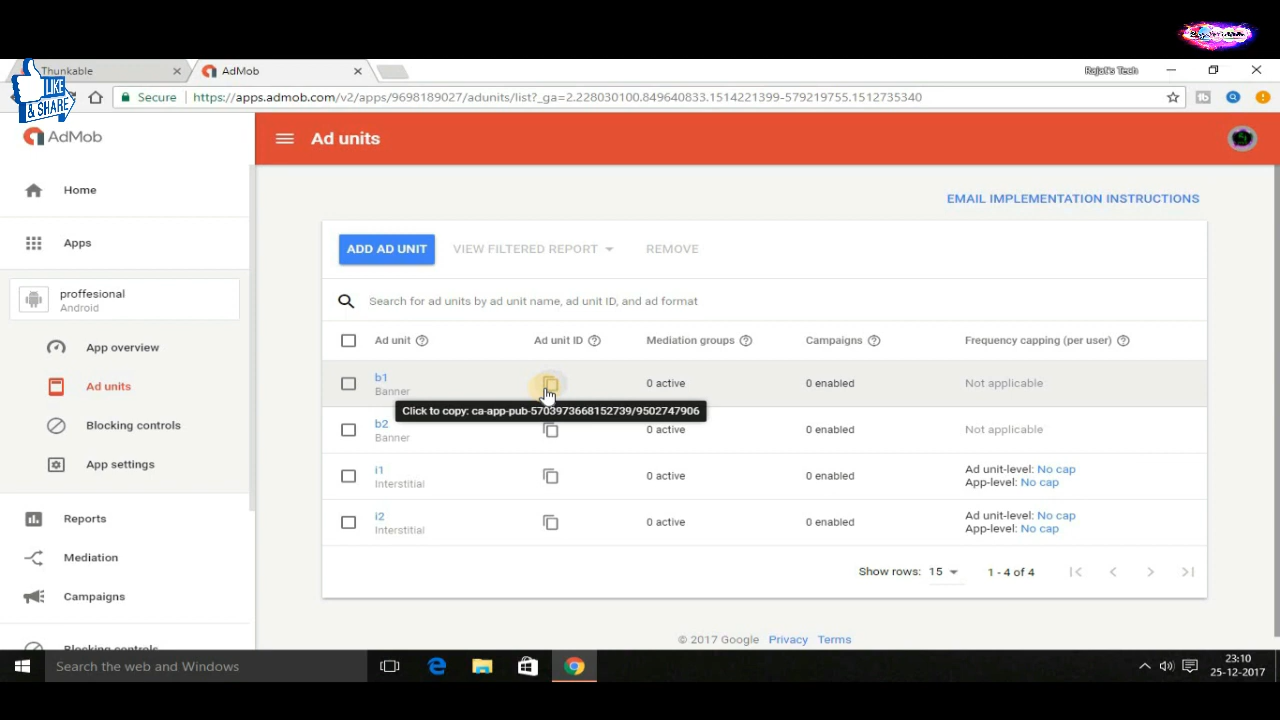 Thunkable
AdMob
Rajat's Tech
LIKE
& SHARE
Secure
https://apps.admob.com/v2/apps/9698189027/adunits/list?_ga=2.228030100.849640833.1514221399-579219755.1512735340
AdMob
Ad units
Home
Apps
proffesional
Android
App overview
Ad units
Blocking controls
App settings
Reports
Mediation
Campaigns
Blocking controls
EMAIL IMPLEMENTATION INSTRUCTIONS
ADD AD UNIT
VIEW FILTERED REPORT
REMOVE
Search for ad units by ad unit name, ad unit ID, and ad format
Ad unit Ad unit ID Mediation groups Campaigns Frequency capping (per user)
b1 0 active 0 enabled Not applicable
Banner
Click to copy: ca-app-pub-5703973668152739/9502747906
b2 0 active 0 enabled Not applicable
Banner
i1 0 active 0 enabled Ad unit-level: No cap
Interstitial App-level: No cap
i2 0 active 0 enabled Ad unit-level: No cap
Interstitial App-level: No cap
Show rows: 15 1 - 4 of 4
© 2017 Google Privacy Terms
Search the web and Windows
23:10
25-12-2017